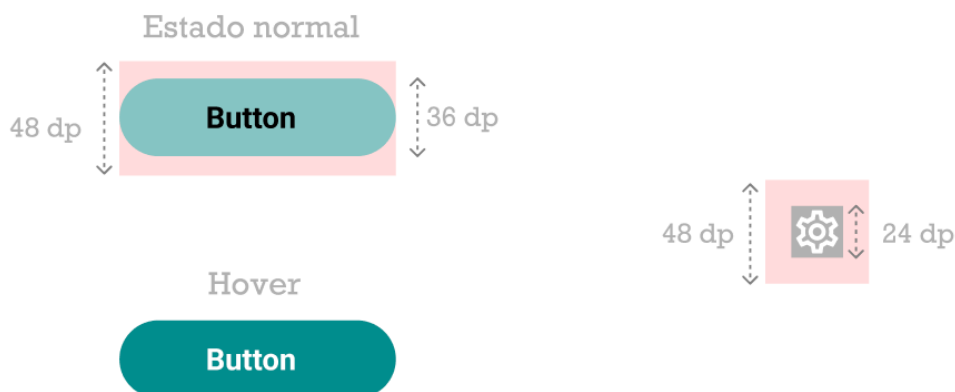 Estado normal
48 dp
Button
36 dp
48 dp
24 dp
Hover
Button